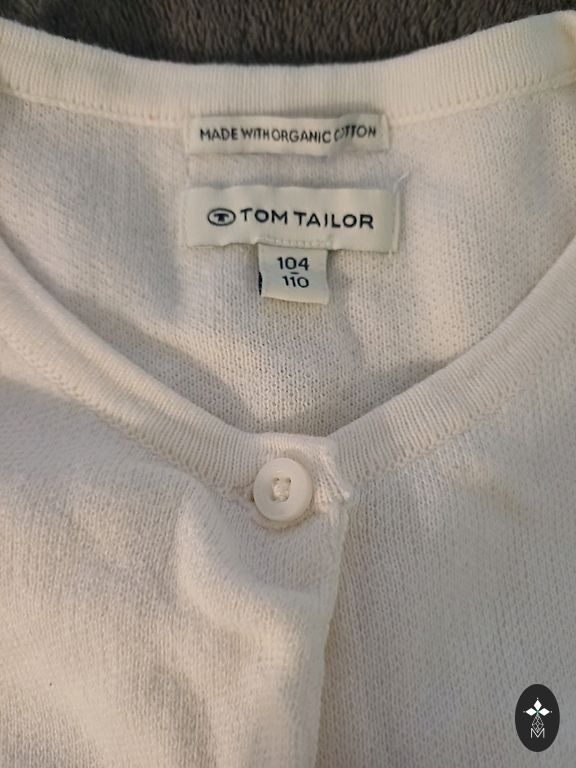 MADE WITH ORGANIC COTTON
TOM TAILOR
104
110
M